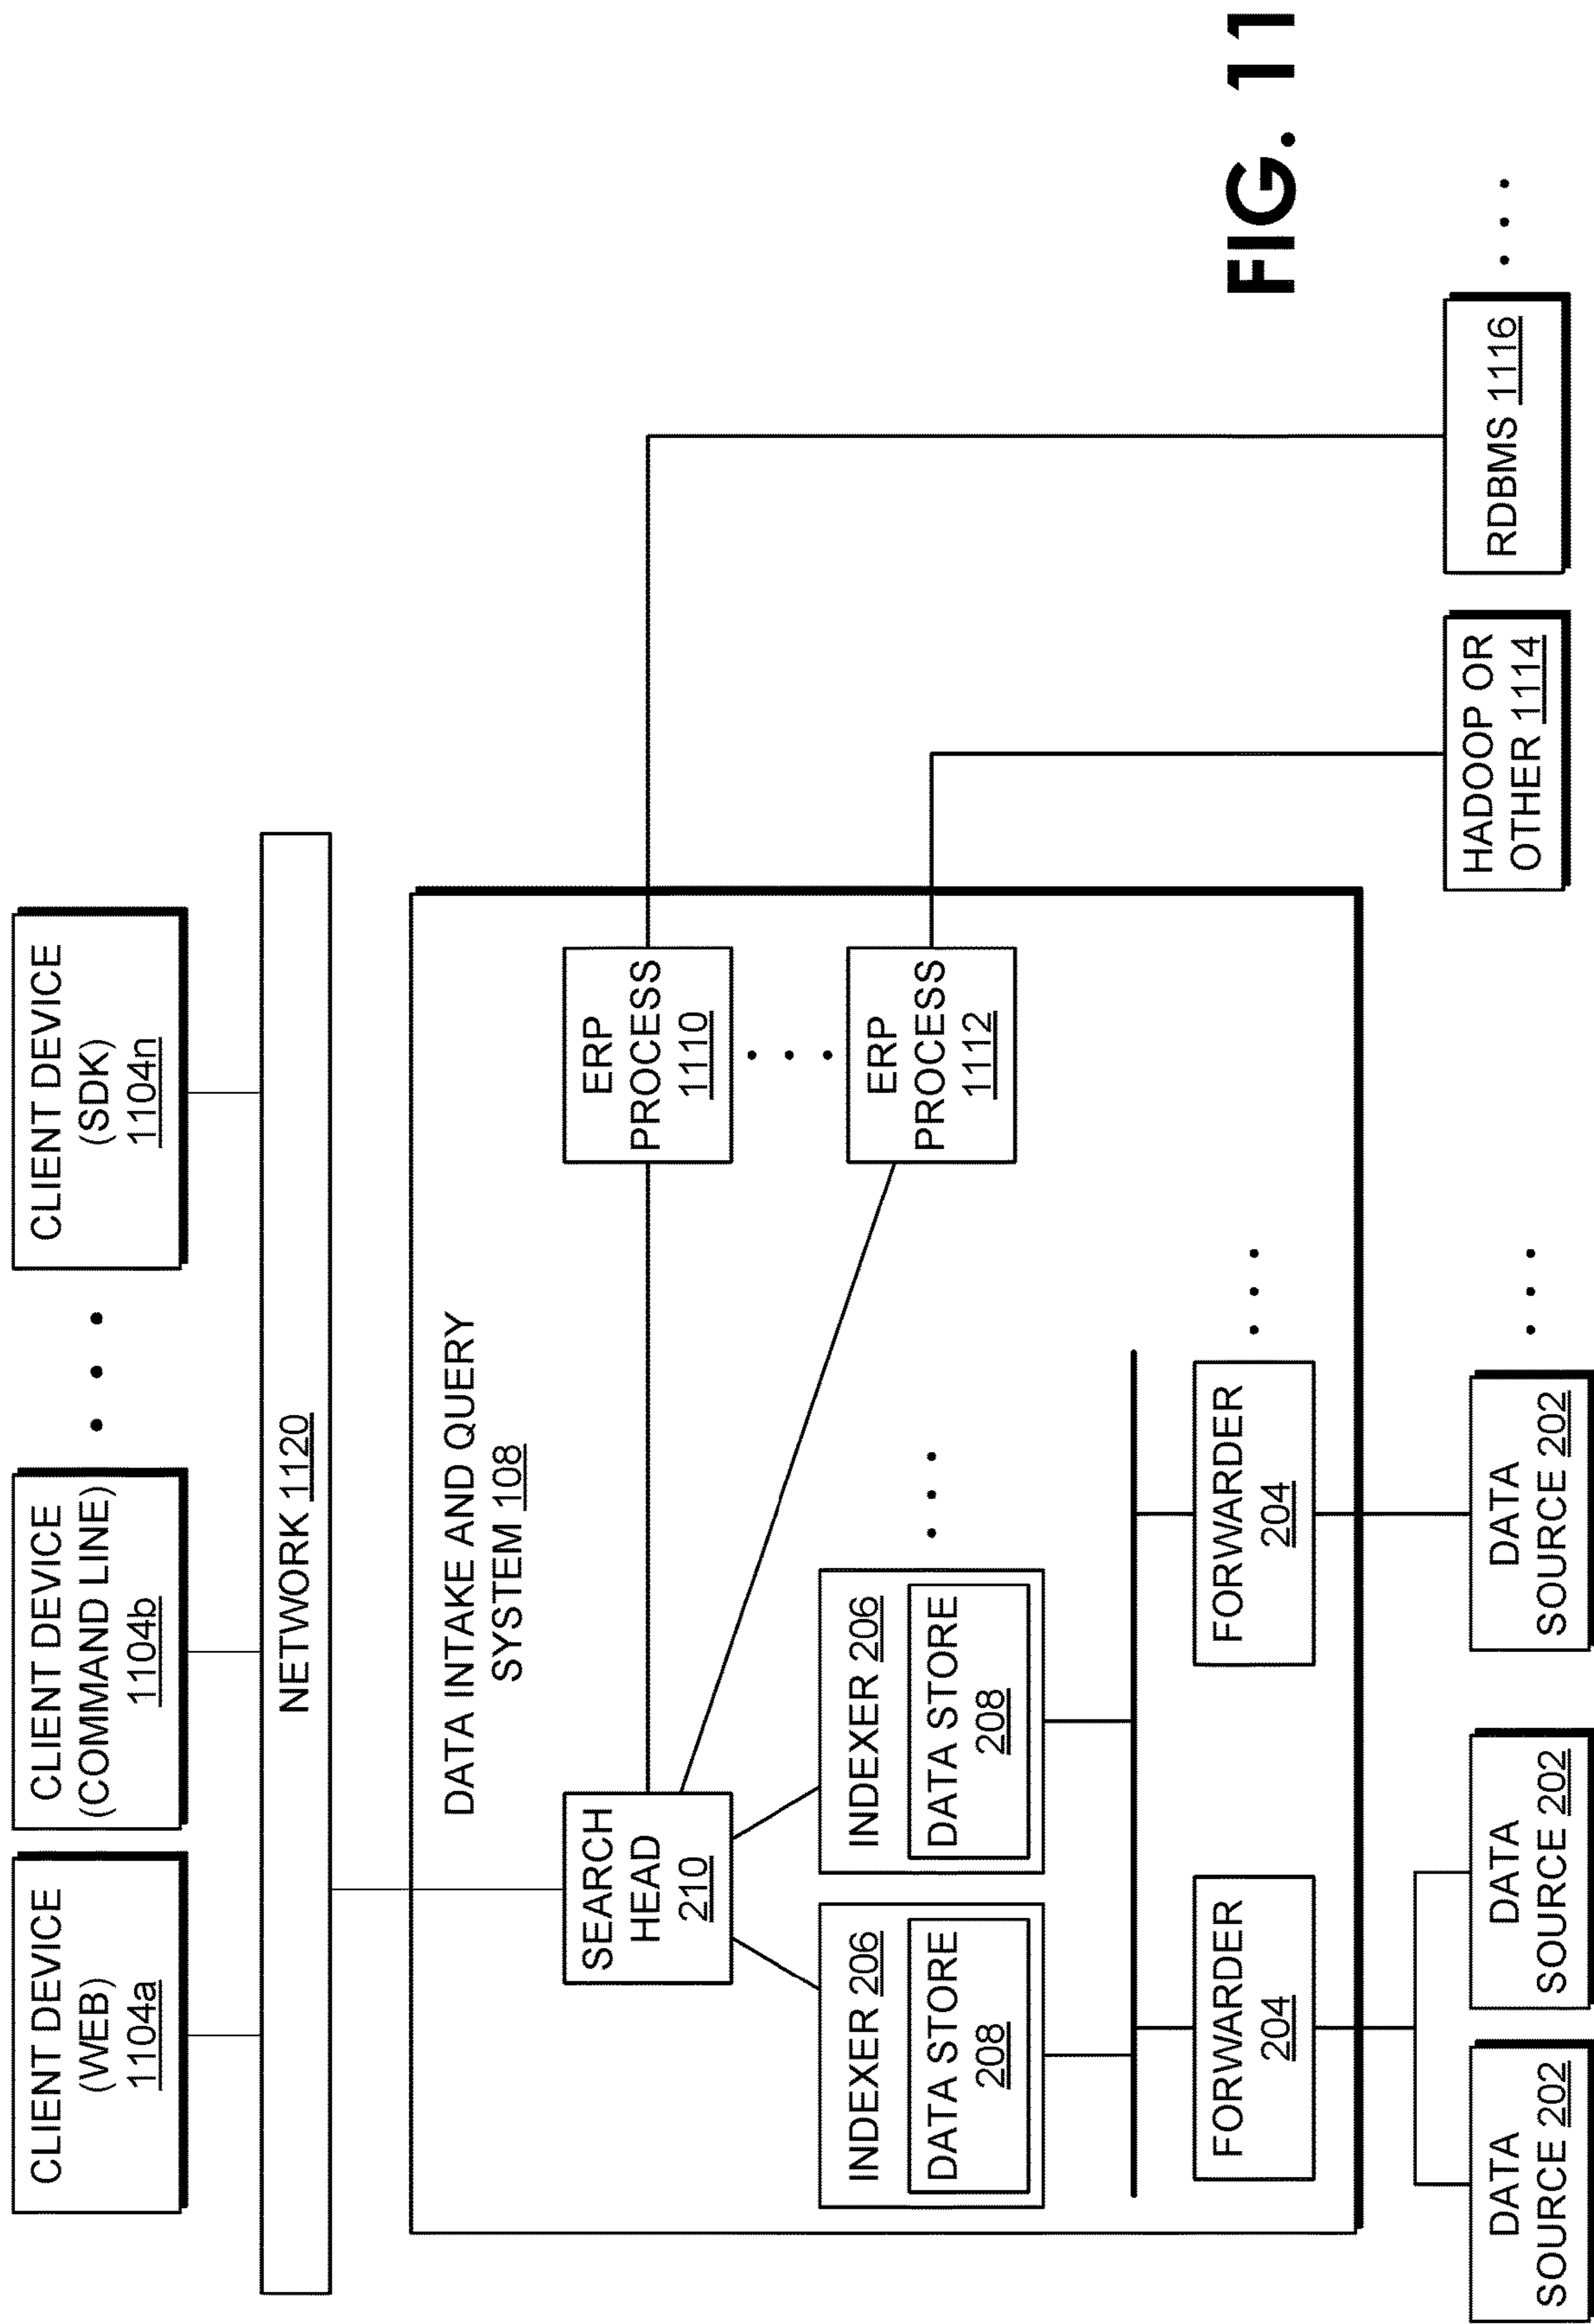 CLIENT DEVICE
(WEB)
1104a
CLIENT DEVICE
(COMMAND LINE)
1104b
CLIENT DEVICE
(SDK)
1104n
NETWORK 1120
DATA INTAKE AND QUERY
SYSTEM 108
SEARCH
HEAD
210
ERP
PROCESS
1110
ERP
PROCESS
1112
INDEXER 206
DATA STORE
208
INDEXER 206
DATA STORE
208
FORWARDER
204
FORWARDER
204
DATA
SOURCE 202
DATA
SOURCE 202
DATA
SOURCE 202
HADOOP OR
OTHER 1114
RDBMS 1116
FIG. 11